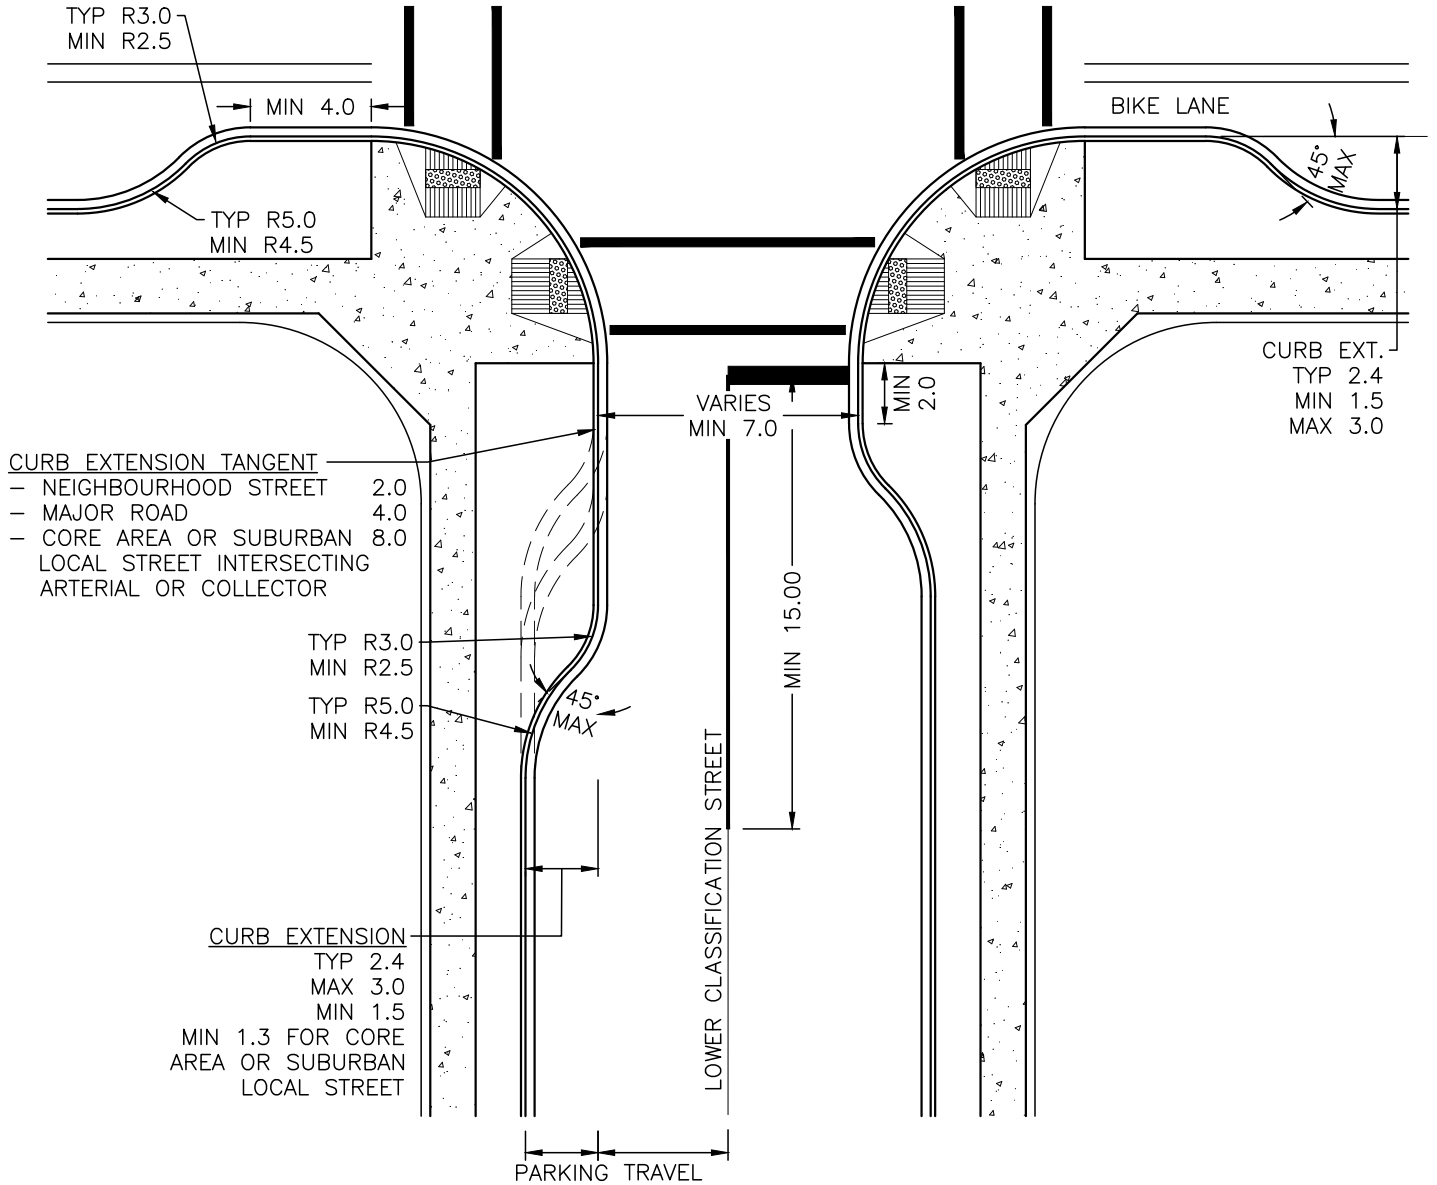 TYP R3.0
MIN R2.5
MIN 4.0
BIKE LANE
45°
MAX
TYP R5.0
MIN R4.5
CURB EXT.
TYP 2.4
MIN 1.5
MAX 3.0
VARIES
MIN 7.0
MIN
2.0
CURB EXTENSION TANGENT
– NEIGHBOURHOOD STREET 2.0
– MAJOR ROAD 4.0
– CORE AREA OR SUBURBAN 8.0
LOCAL STREET INTERSECTING
ARTERIAL OR COLLECTOR
MIN 15.00
TYP R3.0
MIN R2.5
TYP R5.0
MIN R4.5
45°
MAX
LOWER CLASSIFICATION STREET
CURB EXTENSION
TYP 2.4
MAX 3.0
MIN 1.5
MIN 1.3 FOR CORE
AREA OR SUBURBAN
LOCAL STREET
PARKING TRAVEL